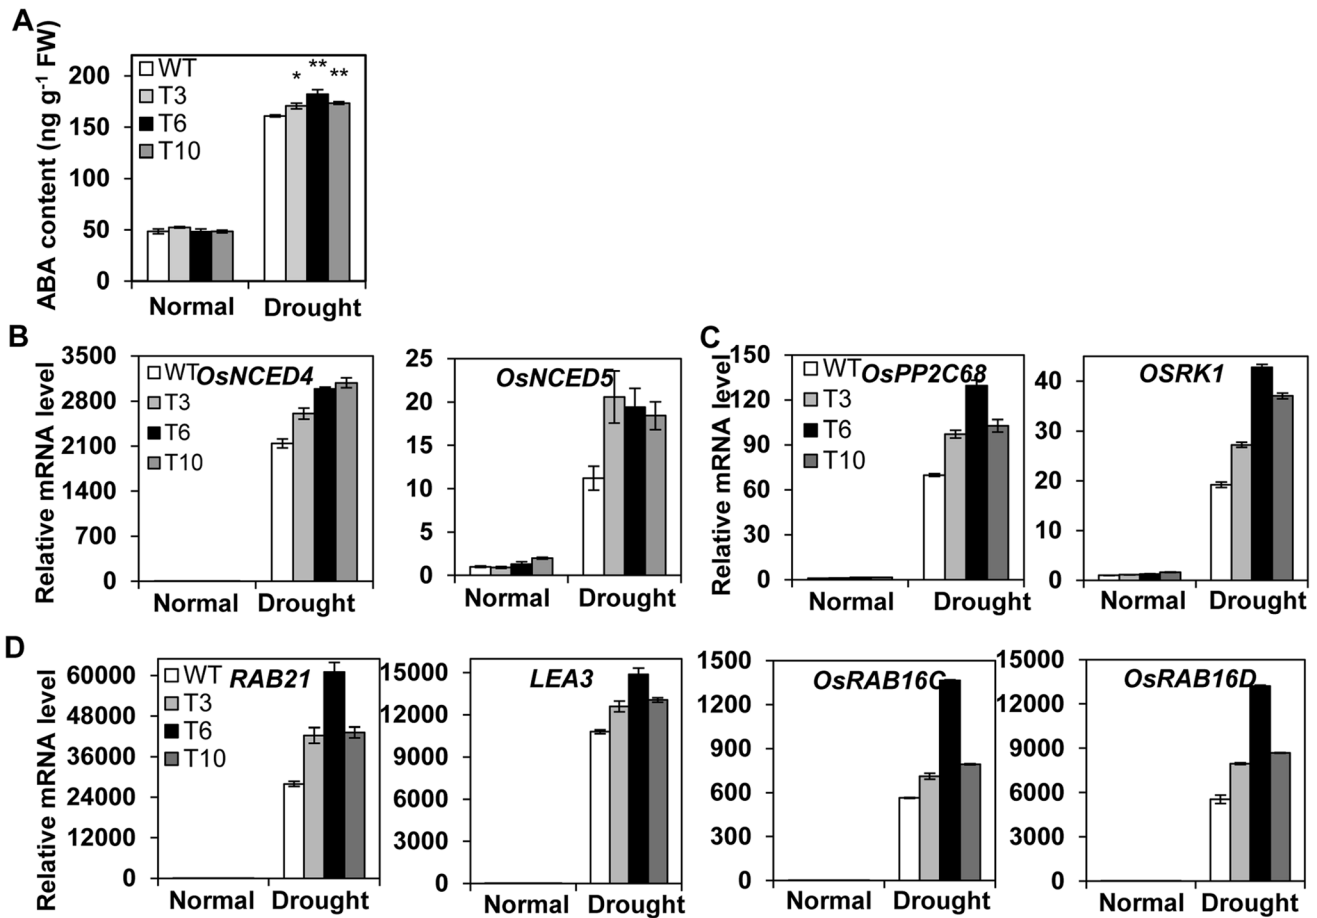 A
ABA content (ng g-1 FW)
200
150
100
50
0
WT
T3
T6
T10
*
**
**
Normal
Drought
B
Relative mRNA level
3500
2800
2100
1400
700
0
WT
T3
T6
T10
OsNCED4
Normal
Drought
25
20
15
10
5
0
OsNCED5
Normal
Drought
C
Relative mRNA level
150
120
90
60
30
0
WT
T3
T6
T10
OsPP2C68
Normal
Drought
40
30
20
10
0
OSRK1
Normal
Drought
D
Relative mRNA level
60000
48000
36000
24000
12000
0
WT
T3
T6
T10
RAB21
Normal
Drought
15000
12000
9000
6000
3000
0
LEA3
Normal
Drought
1500
1200
900
600
300
0
OsRAB16C
Normal
Drought
15000
12000
9000
6000
3000
0
OsRAB16D
Normal
Drought